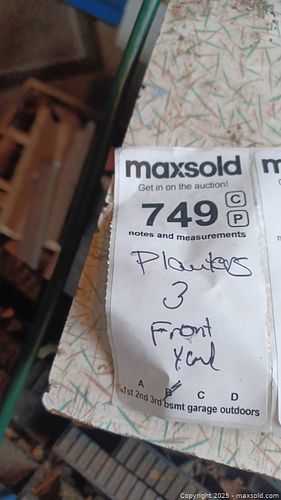 maxsold
Get in on the auction!
749 C
P
notes and measurements
Planters
3
Front
Yard
A B C D
1st 2nd 3rd bsmt garage outdoors
m
Copyright © 2025 - maxsold.com